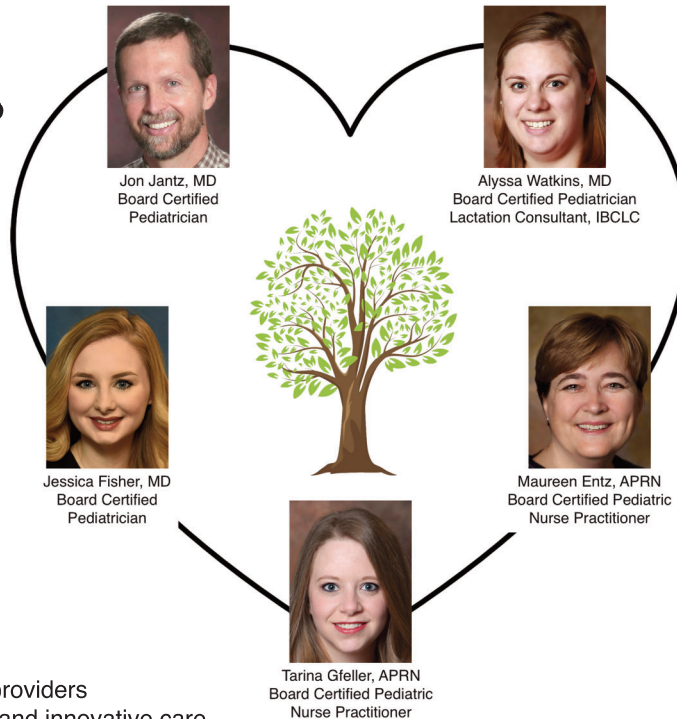 Jon Jantz, MD
Board Certified
Pediatrician
Alyssa Watkins, MD
Board Certified Pediatrician
Lactation Consultant, IBCLC
Jessica Fisher, MD
Board Certified
Pediatrician
Maureen Entz, APRN
Board Certified Pediatric
Nurse Practitioner
Tarina Gfeller, APRN
Board Certified Pediatric
Nurse Practitioner
providers
and innovative care